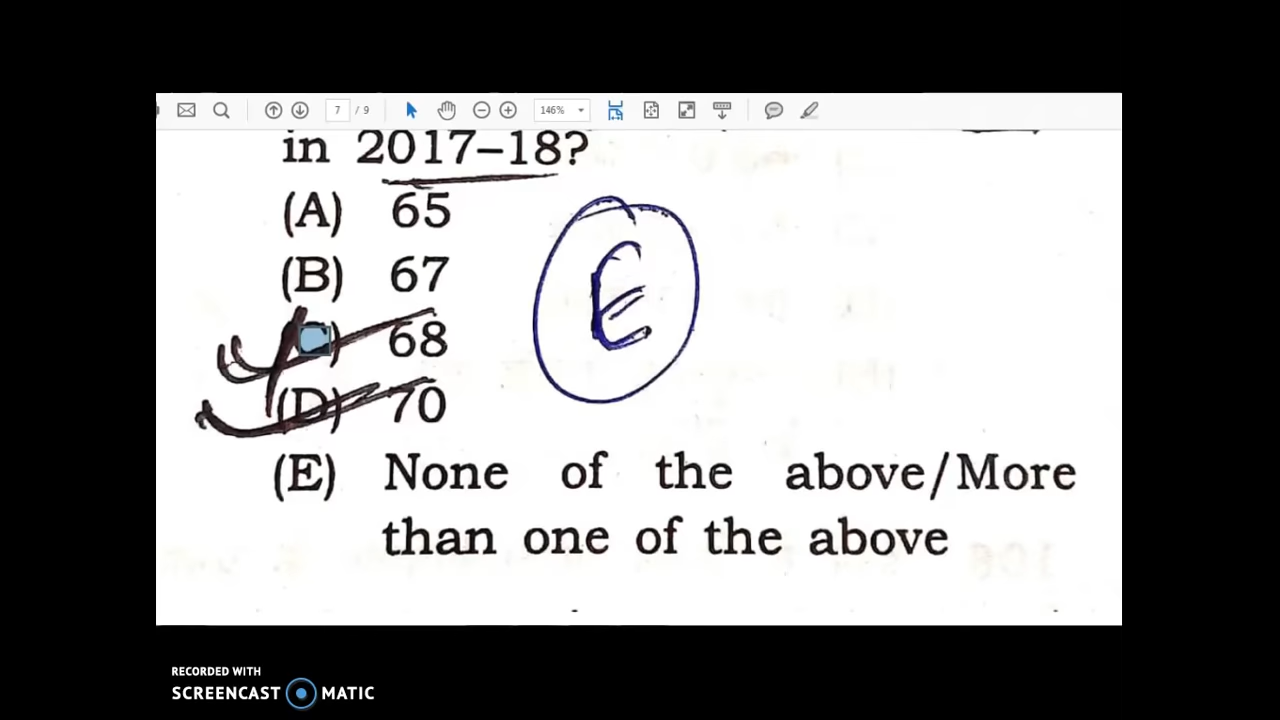 7 / 9 146%
in 2017–18?
(A) 65
(B) 67
68
(D) 70
E
(E) None of the above/More
than one of the above
RECORDED WITH
SCREENCAST MATIC